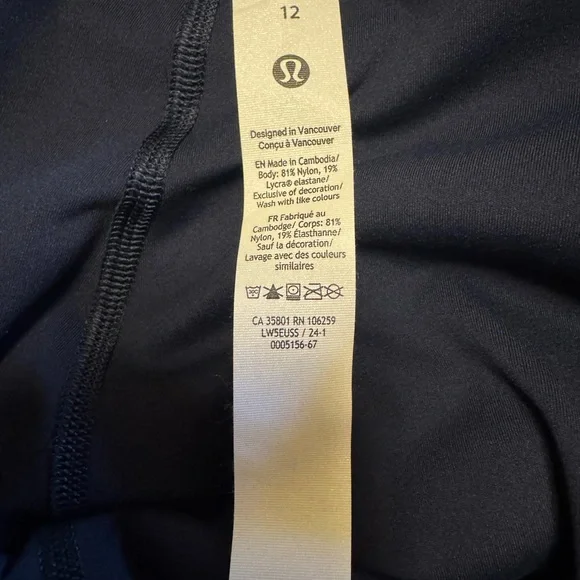 12
Designed in Vancouver
Conçu à Vancouver
EN Made in Cambodia/
Body: 81% Nylon, 19%
Lycra® elastane/
Exclusive of decoration/
Wash with like colours
FR Fabriqué au
Cambodge/ Corps: 81%
Nylon, 19% Élasthanne/
Sauf la décoration/
Lavage avec des couleurs
similaires
CA 35801 RN 106259
LW5EUSS / 24-1
0005156-67